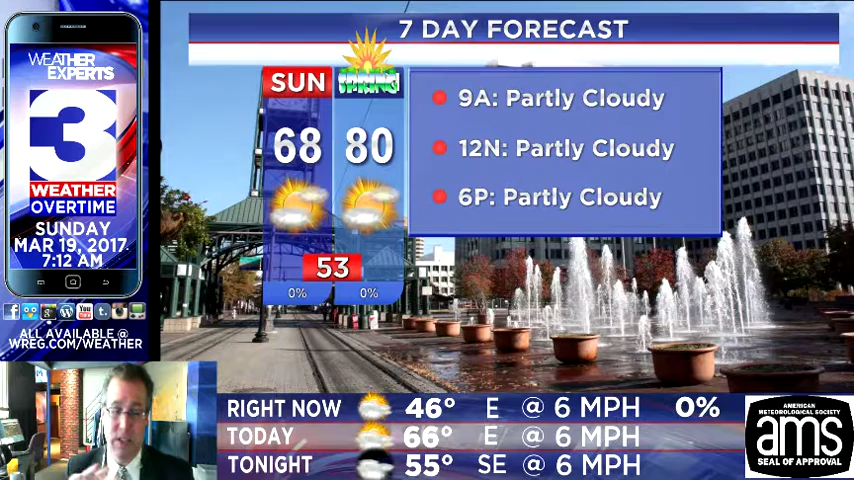 7 DAY FORECAST
WEATHER
EXPERTS
3
WEATHER
OVERTIME
SUNDAY
MAR 19, 2017
7:12 AM
ALL AVAILABLE @
WREG.COM/WEATHER
SUN
SPRING!
68
80
53
0%
0%
9A: Partly Cloudy
12N: Partly Cloudy
6P: Partly Cloudy
RIGHT NOW 46° E @ 6 MPH 0%
TODAY 66° E @ 6 MPH
TONIGHT 55° SE @ 6 MPH
AMERICAN
METEOROLOGICAL SOCIETY
ams
SEAL OF APPROVAL